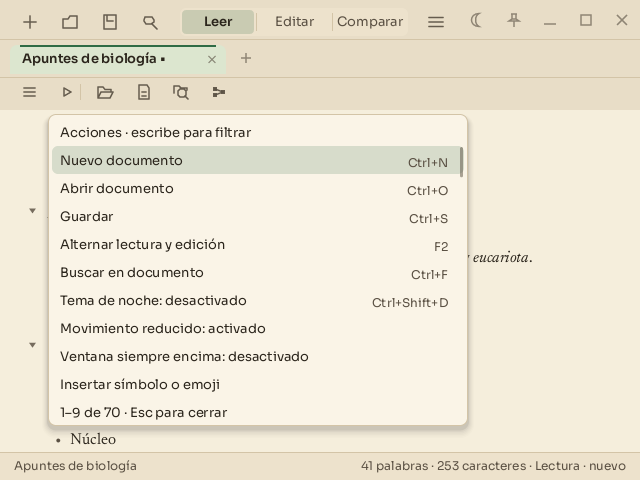 Leer Editar Comparar
Apuntes de biología •
Acciones · escribe para filtrar
Nuevo documento Ctrl+N
Abrir documento Ctrl+O
Guardar Ctrl+S
Alternar lectura y edición F2
y eucariota.
Buscar en documento Ctrl+F
Tema de noche: desactivado Ctrl+Shift+D
Movimiento reducido: activado
Ventana siempre encima: desactivado
Insertar símbolo o emoji
1–9 de 70 · Esc para cerrar
• Núcleo
Apuntes de biología 41 palabras · 253 caracteres · Lectura · nuevo